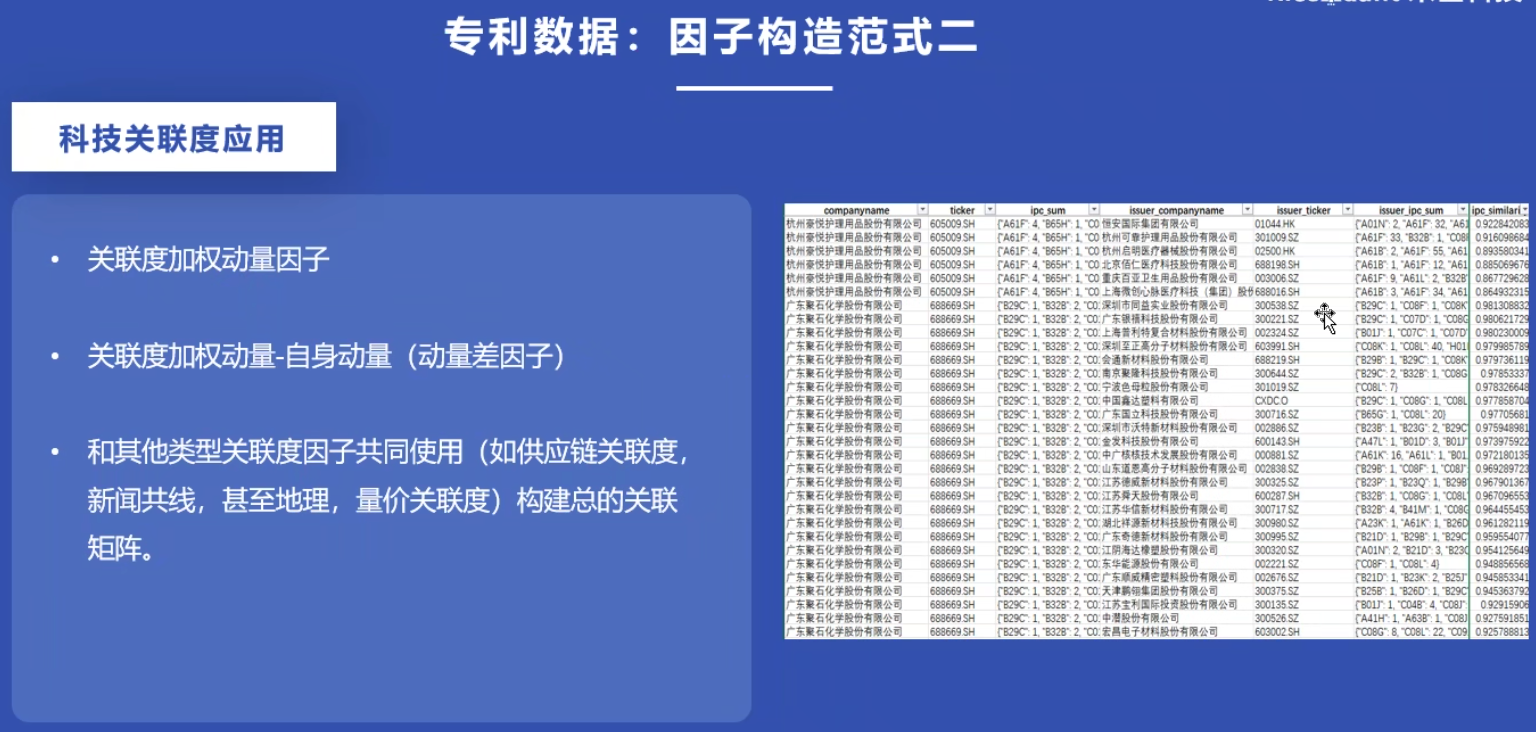 专利数据：因子构造范式二
科技关联度应用
• 关联度加权动量因子
• 关联度加权动量-自身动量（动量差因子）
• 和其他类型关联度因子共同使用（如供应链关联度，
新闻共线，甚至地理，量价关联度）构建总的关联
矩阵。
companyname ticker ipc_sum issuer_companyname issuer_ticker issuer_ipc_sum ipc_similari
杭州豪悦护理用品股份有限公司 605009.SH {"A61F": 4, "B65H": 1, "C0 恒安国际集团有限公司 01044.HK {"A01N": 2, "A61F": 32, "A61 0.922842083
杭州豪悦护理用品股份有限公司 605009.SH {"A61F": 4, "B65H": 1, "C0 杭州可靠护理用品股份有限公司 301009.SZ {"A61F": 33, "B32B": 1, "C08 0.916098684
杭州豪悦护理用品股份有限公司 605009.SH {"A61F": 4, "B65H": 1, "C0 杭州启明医疗器械股份有限公司 02500.HK {"A61B": 2, "A61F": 55, "A61 0.893580341
杭州豪悦护理用品股份有限公司 605009.SH {"A61F": 4, "B65H": 1, "C0 北京佰仁医疗科技股份有限公司 688198.SH {"A61B": 1, "A61F": 12, "A61 0.885069676
杭州豪悦护理用品股份有限公司 605009.SH {"A61F": 4, "B65H": 1, "C0 重庆百亚卫生用品股份有限公司 003006.SZ {"A61F": 9, "A61L": 2, "B32B" 0.867729628
杭州豪悦护理用品股份有限公司 605009.SH {"A61F": 4, "B65H": 1, "C0 上海微创心脉医疗科技（集团）股份 688016.SH {"A61B": 3, "A61F": 34, "A61 0.864932315
广东聚石化学股份有限公司 688669.SH {"B29C": 1, "B32B": 2, "C0 深圳市同益实业股份有限公司 300538.SZ {"B29C": 1, "C08F": 1, "C08K" 0.981308832
广东聚石化学股份有限公司 688669.SH {"B29C": 1, "B32B": 2, "C0 广东银禧科技股份有限公司 300221.SZ {"B29C": 1, "C07D": 1, "C08G 0.980621729
广东聚石化学股份有限公司 688669.SH {"B29C": 1, "B32B": 2, "C0 上海普利特复合材料股份有限公司 002324.SZ {"B01J": 1, "C07C": 1, "C07D" 0.980230009
广东聚石化学股份有限公司 688669.SH {"B29C": 1, "B32B": 2, "C0 深圳至正高分子材料股份有限公司 603991.SH {"C08K": 1, "C08L": 40, "H01 0.979985789
广东聚石化学股份有限公司 688669.SH {"B29C": 1, "B32B": 2, "C0 会通新材料股份有限公司 688219.SH {"B29B": 1, "B29C": 1, "C08K" 0.979736119
广东聚石化学股份有限公司 688669.SH {"B29C": 1, "B32B": 2, "C0 南京聚隆科技股份有限公司 300644.SZ {"B29C": 2, "B32B": 1, "C08G 0.97853337
广东聚石化学股份有限公司 688669.SH {"B29C": 1, "B32B": 2, "C0 宁波色母粒股份有限公司 301019.SZ {"C08L": 7} 0.978326648
广东聚石化学股份有限公司 688669.SH {"B29C": 1, "B32B": 2, "C0 中国鑫达塑料有限公司 CXDC.O {"B29C": 1, "C08G": 1, "C08L 0.977858704
广东聚石化学股份有限公司 688669.SH {"B29C": 1, "B32B": 2, "C0 广东国立科技股份有限公司 300716.SZ {"B65G": 1, "C08L": 20} 0.97705681
广东聚石化学股份有限公司 688669.SH {"B29C": 1, "B32B": 2, "C0 深圳市沃特新材料股份有限公司 002886.SZ {"B23B": 1, "B23G": 2, "B29C" 0.975948981
广东聚石化学股份有限公司 688669.SH {"B29C": 1, "B32B": 2, "C0 金发科技股份有限公司 600143.SH {"A47L": 1, "B01D": 3, "B01J" 0.973975922
广东聚石化学股份有限公司 688669.SH {"B29C": 1, "B32B": 2, "C0 中广核核技术发展股份有限公司 000881.SZ {"A61K": 16, "A61L": 1, "B01 0.972180135
广东聚石化学股份有限公司 688669.SH {"B29C": 1, "B32B": 2, "C0 山东道恩高分子材料股份有限公司 002838.SZ {"B29B": 1, "C08F": 1, "C08J" 0.969289723
广东聚石化学股份有限公司 688669.SH {"B29C": 1, "B32B": 2, "C0 江苏德威新材料股份有限公司 300325.SZ {"B23P": 1, "B23Q": 1, "B29B" 0.967901367
广东聚石化学股份有限公司 688669.SH {"B29C": 1, "B32B": 2, "C0 江苏舜天股份有限公司 600287.SH {"B32B": 1, "C08G": 1, "C08L" 0.967096553
广东聚石化学股份有限公司 688669.SH {"B29C": 1, "B32B": 2, "C0 江苏华信新材料股份有限公司 300717.SZ {"B32B": 4, "B41M": 1, "C08G 0.964455453
广东聚石化学股份有限公司 688669.SH {"B29C": 1, "B32B": 2, "C0 湖北祥源新材科技股份有限公司 300980.SZ {"A23K": 1, "A61K": 1, "B26D 0.961282119
广东聚石化学股份有限公司 688669.SH {"B29C": 1, "B32B": 2, "C0 广东奇德新材料股份有限公司 300995.SZ {"B21D": 1, "B29B": 1, "B29C" 0.959554077
广东聚石化学股份有限公司 688669.SH {"B29C": 1, "B32B": 2, "C0 江阴海达橡塑股份有限公司 300320.SZ {"A01N": 2, "B21D": 3, "B23C 0.954125649
广东聚石化学股份有限公司 688669.SH {"B29C": 1, "B32B": 2, "C0 东华能源股份有限公司 002221.SZ {"C08F": 1, "C08L": 4} 0.948856568
广东聚石化学股份有限公司 688669.SH {"B29C": 1, "B32B": 2, "C0 广东顺威精密塑料股份有限公司 002676.SZ {"B21D": 1, "B23K": 2, "B25J" 0.945853341
广东聚石化学股份有限公司 688669.SH {"B29C": 1, "B32B": 2, "C0 天津鹏翎集团股份有限公司 300375.SZ {"B25B": 1, "B26D": 1, "B29C" 0.945363792
广东聚石化学股份有限公司 688669.SH {"B29C": 1, "B32B": 2, "C0 江苏宝利国际投资股份有限公司 300135.SZ {"B01J": 1, "C04B": 4, "C08J": 0.92915906
广东聚石化学股份有限公司 688669.SH {"B29C": 1, "B32B": 2, "C0 中潜股份有限公司 300526.SZ {"A41H": 1, "A63B": 1, "C08J 0.927591851
广东聚石化学股份有限公司 688669.SH {"B29C": 1, "B32B": 2, "C0 宏昌电子材料股份有限公司 603002.SH {"C08G": 8, "C08L": 22, "C09 0.925788813